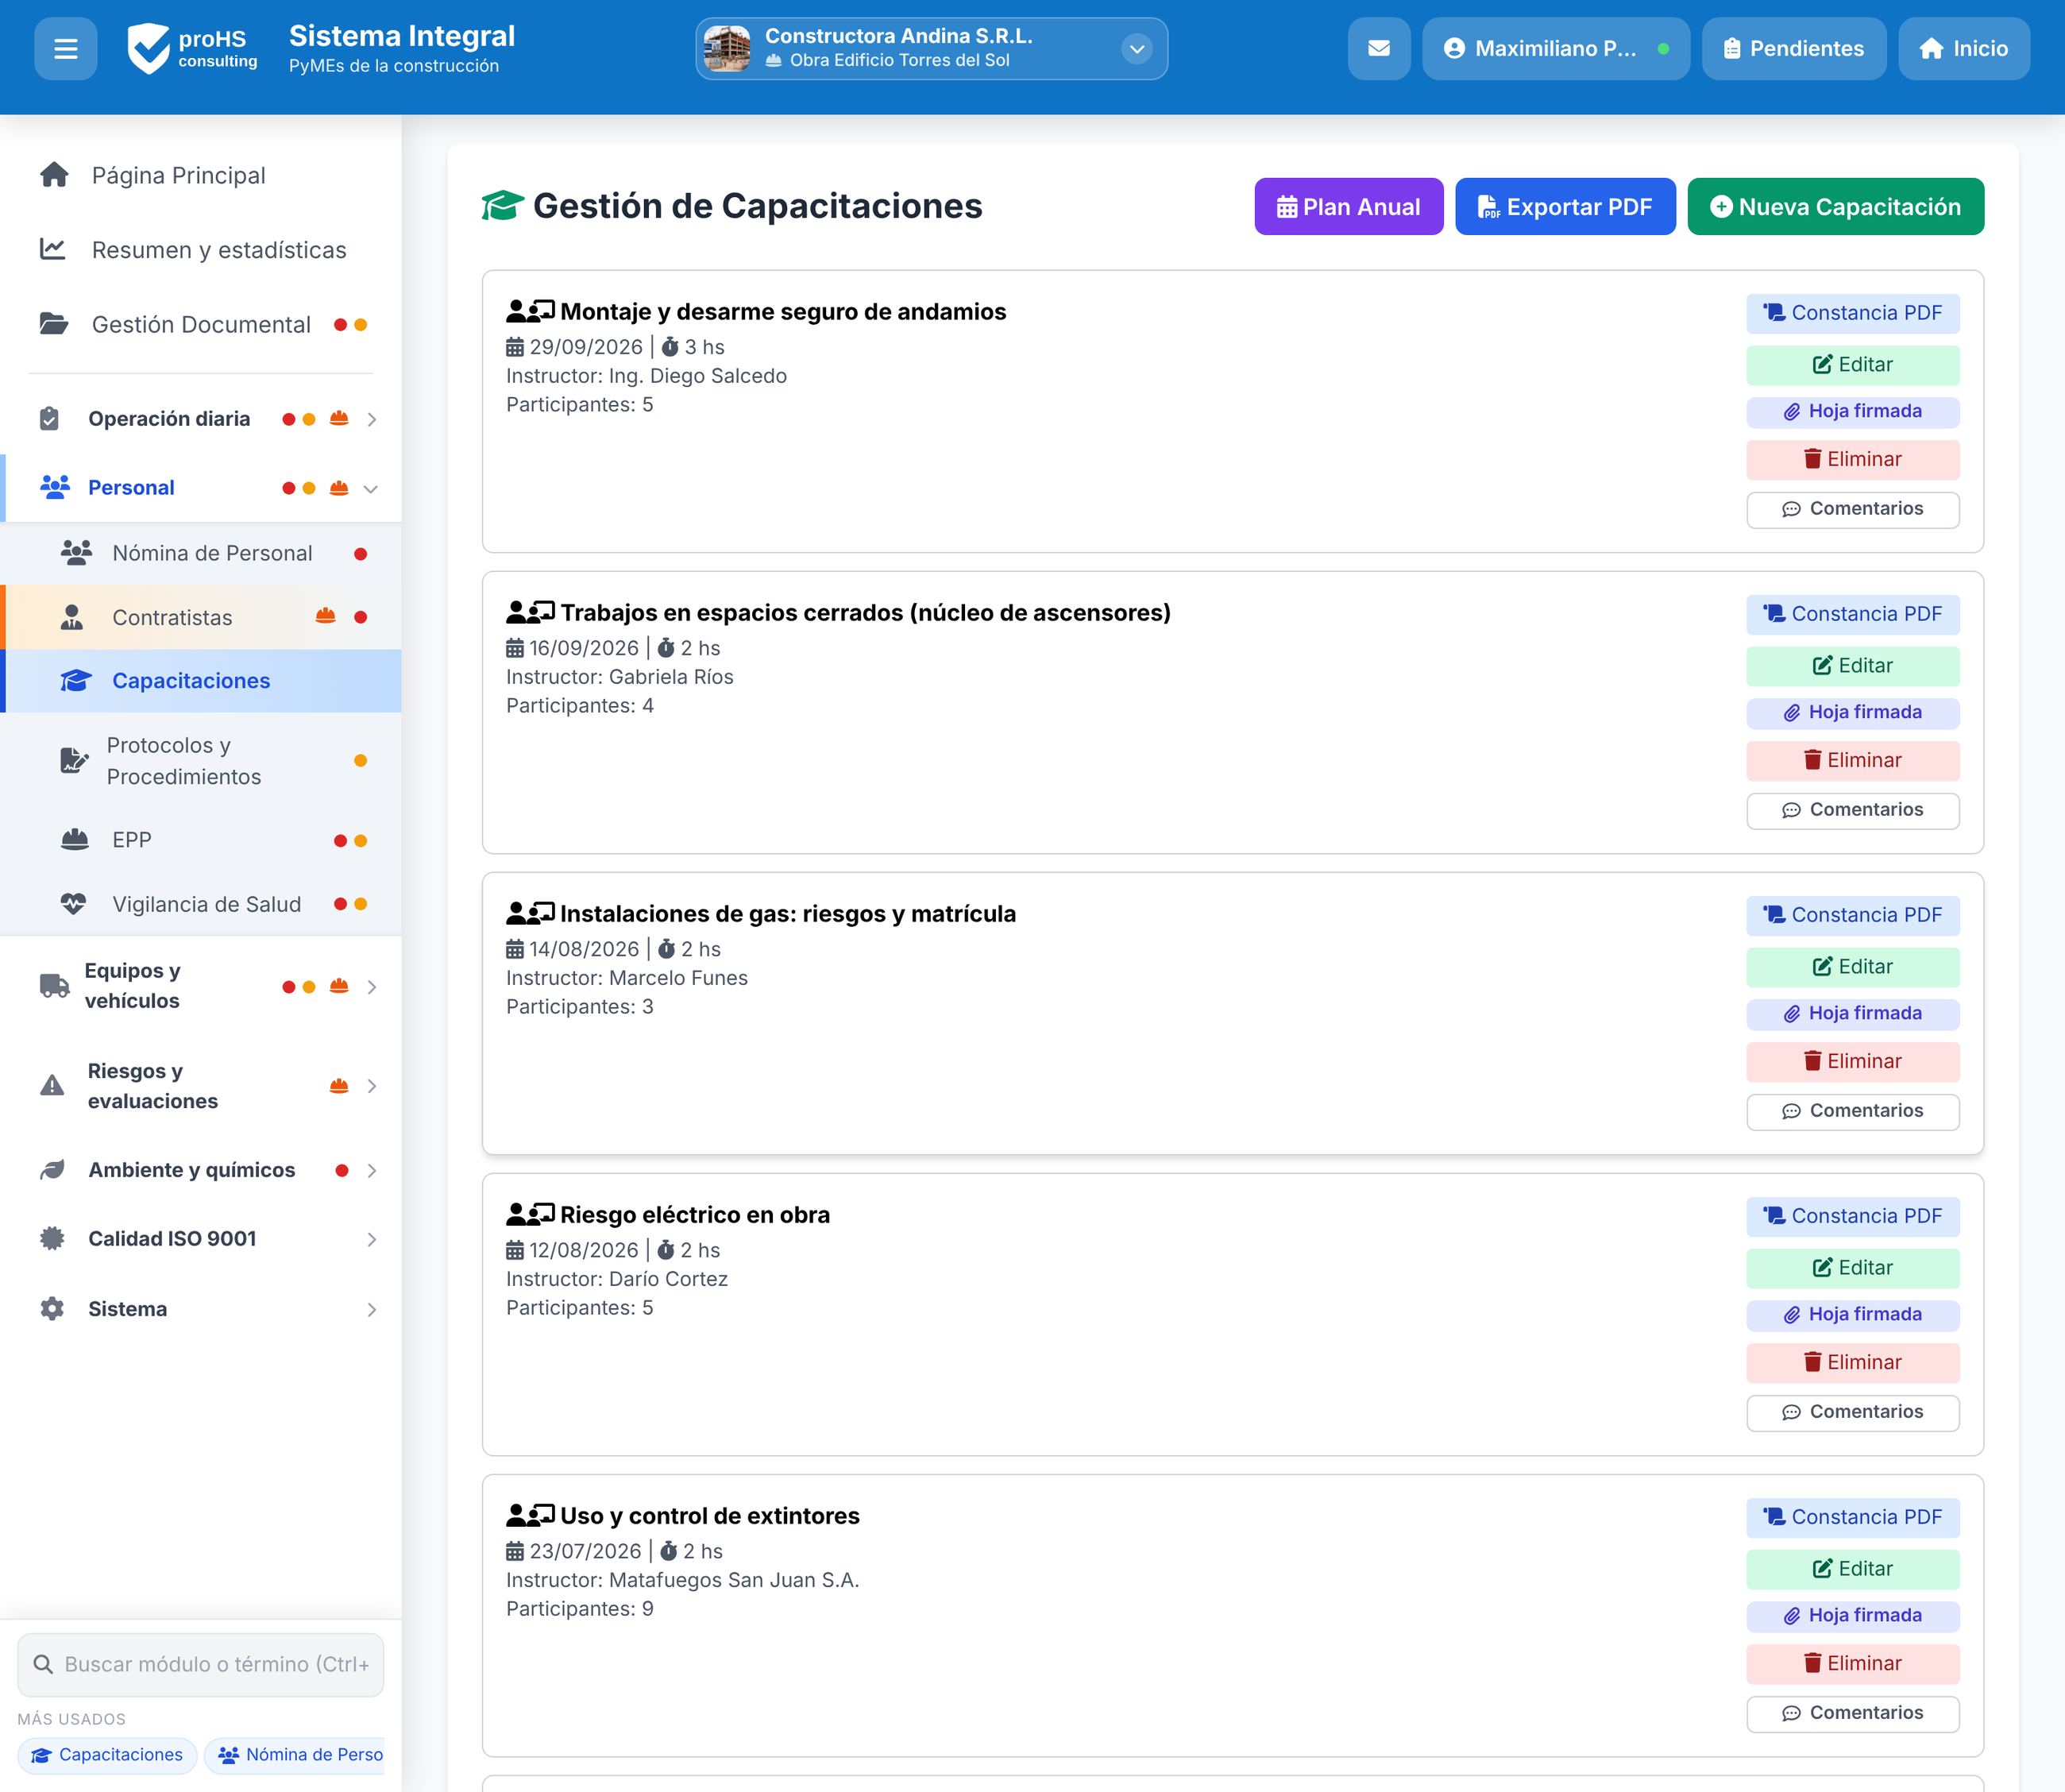 proHS
consulting
Sistema Integral
PyMEs de la construcción
Constructora Andina S.R.L.
Obra Edificio Torres del Sol
Maximiliano P...
Pendientes
Inicio
Página Principal
Resumen y estadísticas
Gestión Documental
Operación diaria
Personal
Nómina de Personal
Contratistas
Capacitaciones
Protocolos y
Procedimientos
EPP
Vigilancia de Salud
Equipos y
vehículos
Riesgos y
evaluaciones
Ambiente y químicos
Calidad ISO 9001
Sistema
Buscar módulo o término (Ctrl+
MÁS USADOS
Capacitaciones
Nómina de Perso
Gestión de Capacitaciones
Plan Anual
Exportar PDF
Nueva Capacitación
Montaje y desarme seguro de andamios
29/09/2026 | 3 hs
Instructor: Ing. Diego Salcedo
Participantes: 5
Constancia PDF
Editar
Hoja firmada
Eliminar
Comentarios
Trabajos en espacios cerrados (núcleo de ascensores)
16/09/2026 | 2 hs
Instructor: Gabriela Ríos
Participantes: 4
Constancia PDF
Editar
Hoja firmada
Eliminar
Comentarios
Instalaciones de gas: riesgos y matrícula
14/08/2026 | 2 hs
Instructor: Marcelo Funes
Participantes: 3
Constancia PDF
Editar
Hoja firmada
Eliminar
Comentarios
Riesgo eléctrico en obra
12/08/2026 | 2 hs
Instructor: Darío Cortez
Participantes: 5
Constancia PDF
Editar
Hoja firmada
Eliminar
Comentarios
Uso y control de extintores
23/07/2026 | 2 hs
Instructor: Matafuegos San Juan S.A.
Participantes: 9
Constancia PDF
Editar
Hoja firmada
Eliminar
Comentarios